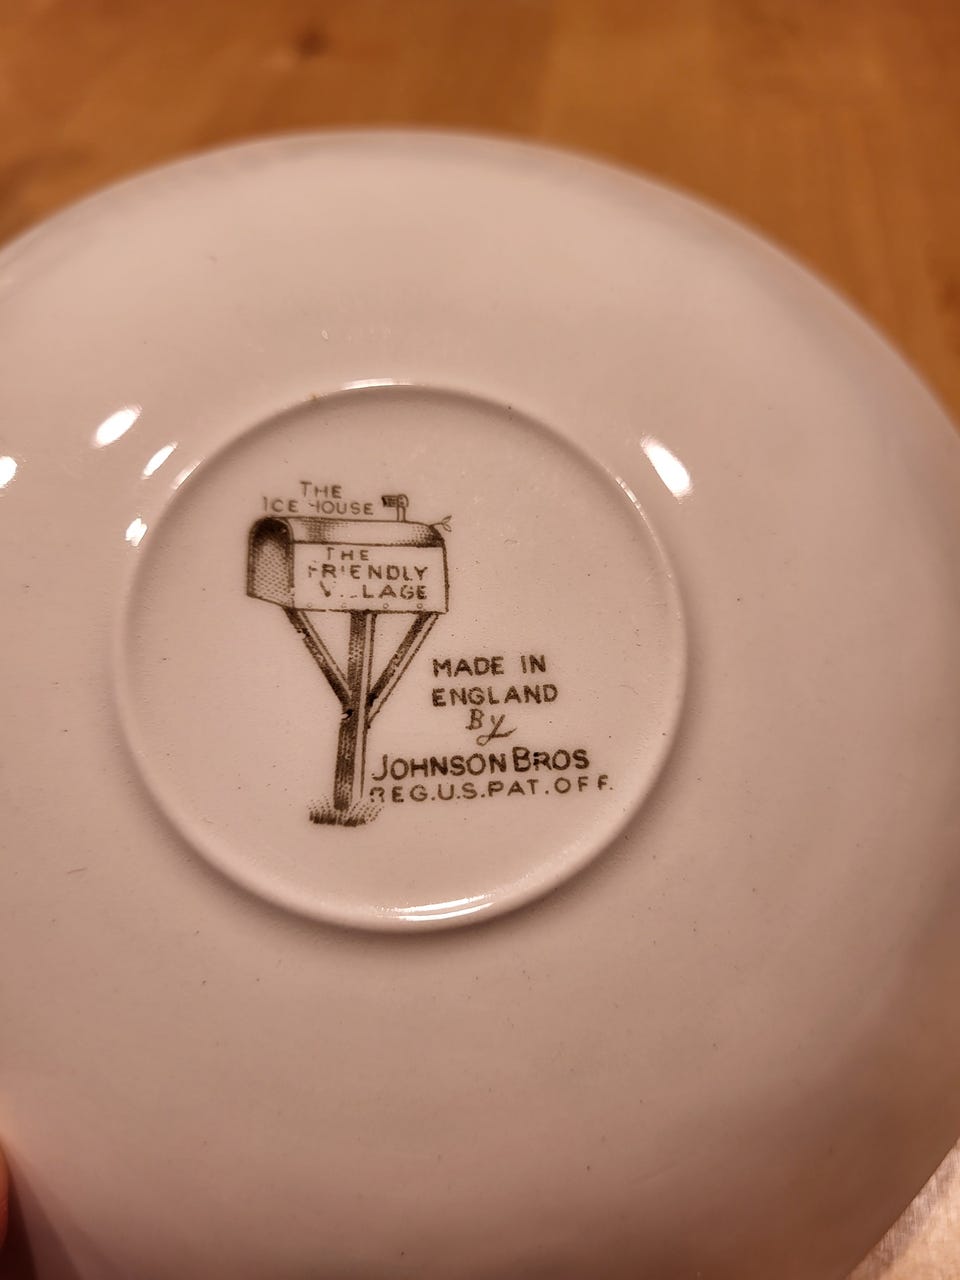 THE
ICE HOUSE
THE
FRIENDLY
VILLAGE
MADE IN
ENGLAND
By
JOHNSON BROS
REG.U.S.PAT.OFF.